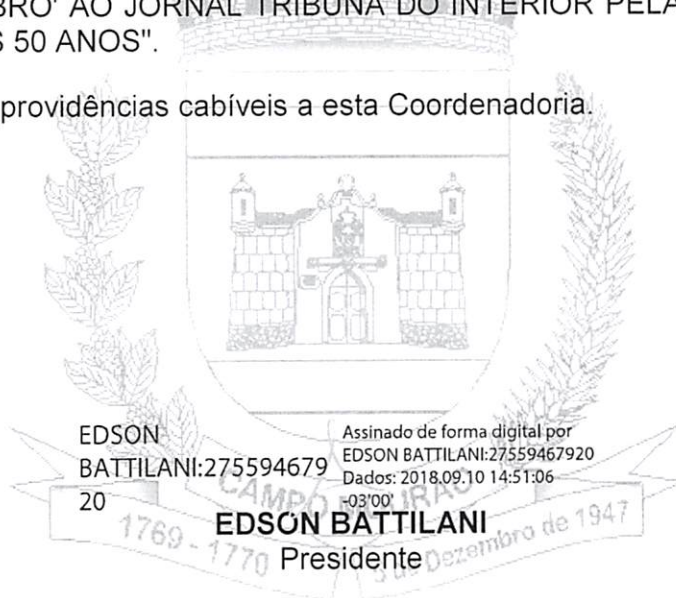 BRO' AO JORNAL TRIBUNA DO INTERIOR PELA
S 50 ANOS".
providências cabíveis a esta Coordenadoria.
EDSON
BATTILANI:275594679
20
Assinado de forma digital por
EDSON BATTILANI:27559467920
Dados: 2018.09.10 14:51:06
-03'00'
CAMPO MOURÃO
EDSON BATTILANI
Presidente
1769 - 1770
Dezembro de 1947